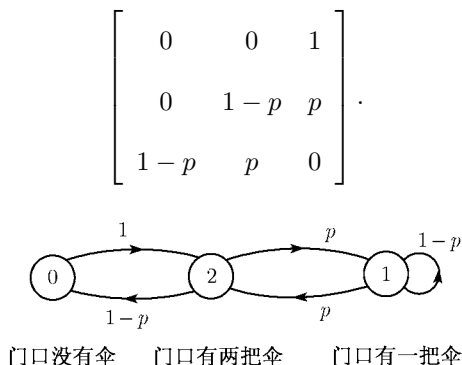 0 0 1
0 1 − p p
1 − p p 0 .
1 p 1−p
0 2 1
1−p p
门口没有伞 门口有两把伞 门口有一把伞